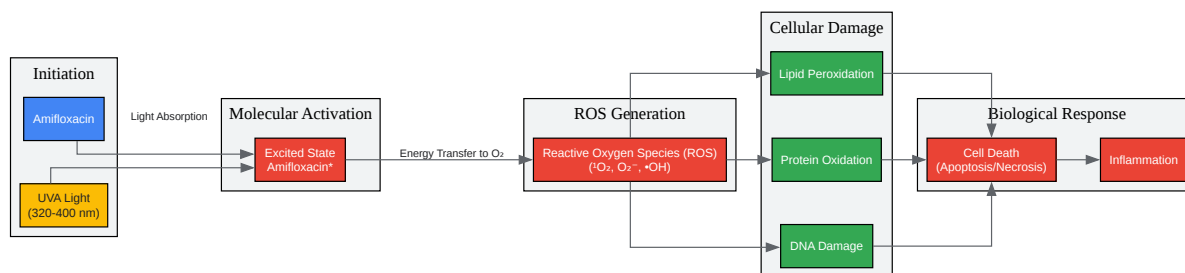 Initiation
Amifloxacin
UVA Light
(320-400 nm)
Light Absorption
Molecular Activation
Excited State
Amifloxacin*
Energy Transfer to O₂
ROS Generation
Reactive Oxygen Species (ROS)
(¹O₂, O₂⁻, •OH)
Cellular Damage
Lipid Peroxidation
Protein Oxidation
DNA Damage
Biological Response
Cell Death
(Apoptosis/Necrosis)
Inflammation